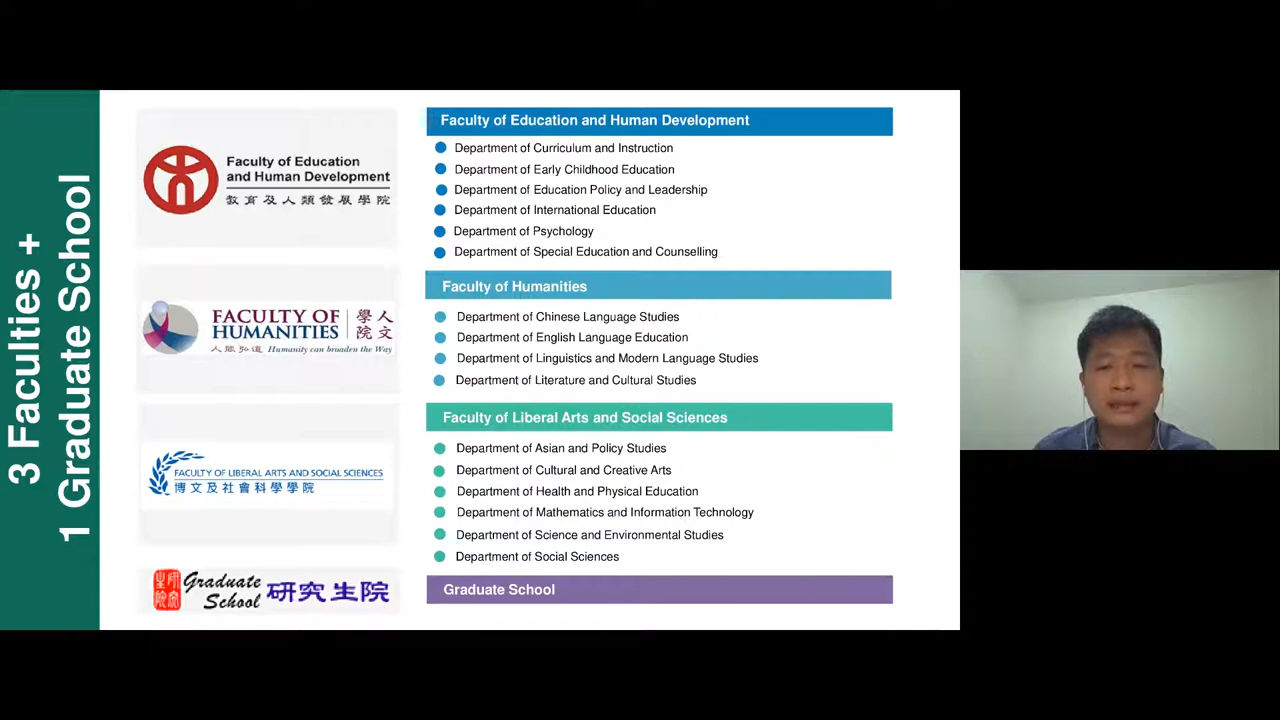 3 Faculties +
1 Graduate School
Faculty of Education
and Human Development
教育及人類發展學院
Faculty of Education and Human Development
Department of Curriculum and Instruction
Department of Early Childhood Education
Department of Education Policy and Leadership
Department of International Education
Department of Psychology
Department of Special Education and Counselling
FACULTY OF
HUMANITIES
人文
學院
人能弘道 Humanity can broaden the Way
Faculty of Humanities
Department of Chinese Language Studies
Department of English Language Education
Department of Linguistics and Modern Language Studies
Department of Literature and Cultural Studies
FACULTY OF LIBERAL ARTS AND SOCIAL SCIENCES
博文及社會科學學院
Faculty of Liberal Arts and Social Sciences
Department of Asian and Policy Studies
Department of Cultural and Creative Arts
Department of Health and Physical Education
Department of Mathematics and Information Technology
Department of Science and Environmental Studies
Department of Social Sciences
研究生院
Graduate
School
研究生院
Graduate School